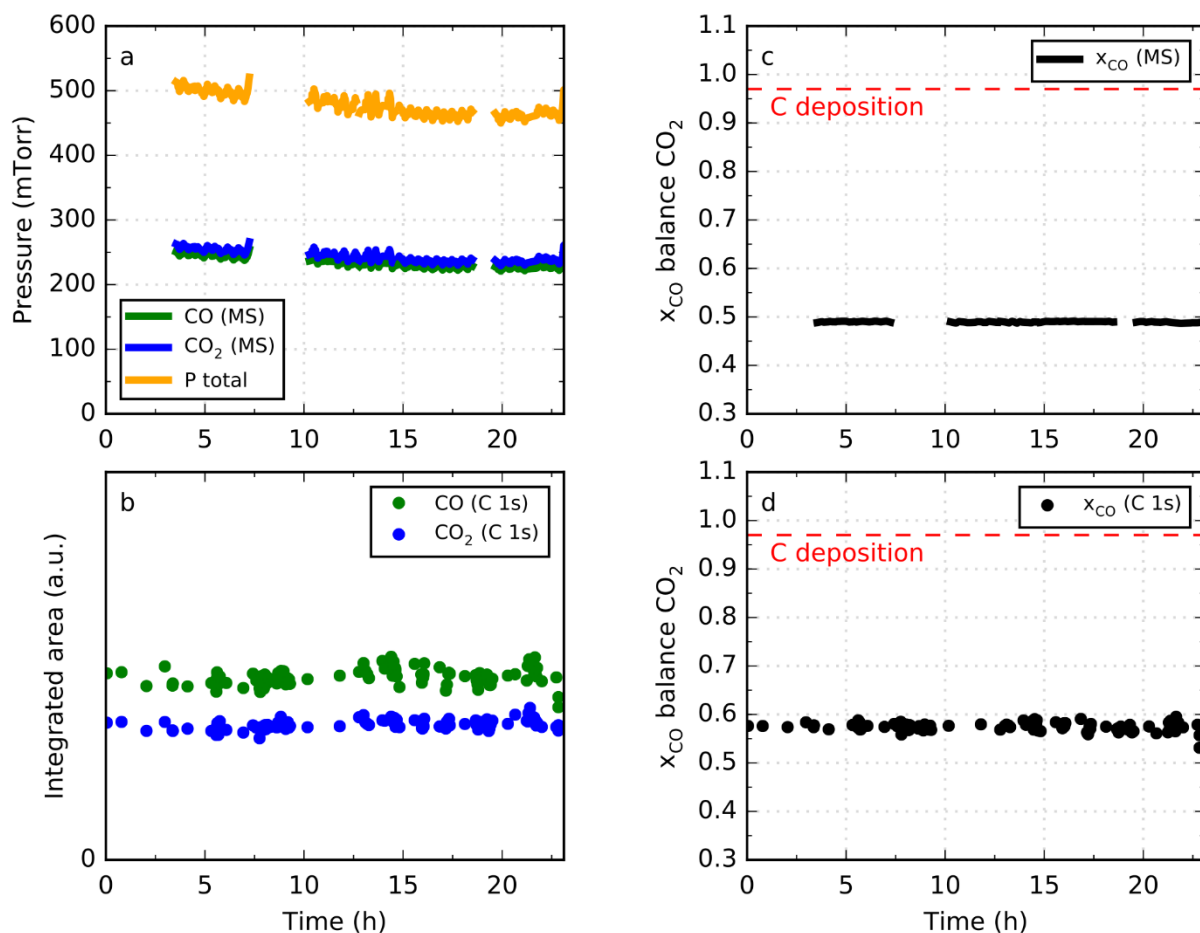 a
600
500
400
300
200
100
0
Pressure (mTorr)
CO (MS)
CO₂ (MS)
P total
0 5 10 15 20
c
1.1
1.0
0.9
0.8
0.7
0.6
0.5
0.4
0.3
x_CO balance CO₂
x_CO (MS)
C deposition
0 5 10 15 20
b
Integrated area (a.u.)
0
CO (C 1s)
CO₂ (C 1s)
0 5 10 15 20
Time (h)
d
1.1
1.0
0.9
0.8
0.7
0.6
0.5
0.4
0.3
x_CO balance CO₂
x_CO (C 1s)
C deposition
0 5 10 15 20
Time (h)